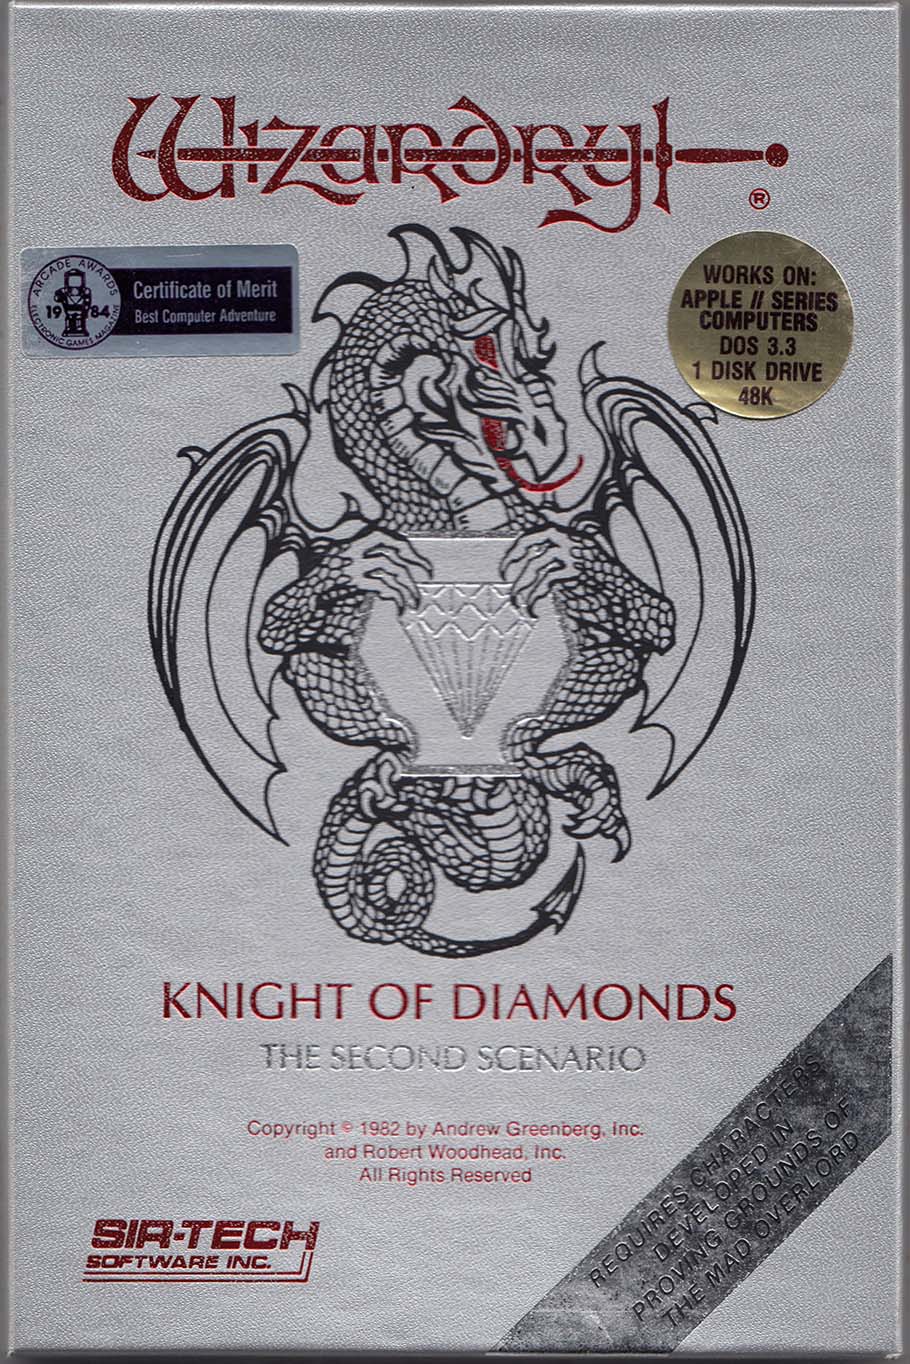 Wizardry
®
ARCADE AWARDS
1984
ELECTRONIC GAMES MAGAZINE
Certificate of Merit
Best Computer Adventure
WORKS ON:
APPLE // SERIES
COMPUTERS
DOS 3.3
1 DISK DRIVE
48K
KNIGHT OF DIAMONDS
THE SECOND SCENARIO
Copyright © 1982 by Andrew Greenberg, Inc.
and Robert Woodhead, Inc.
All Rights Reserved
SIR-TECH
SOFTWARE INC.
REQUIRES CHARACTERS
DEVELOPED IN
PROVING GROUNDS OF
THE MAD OVERLORD